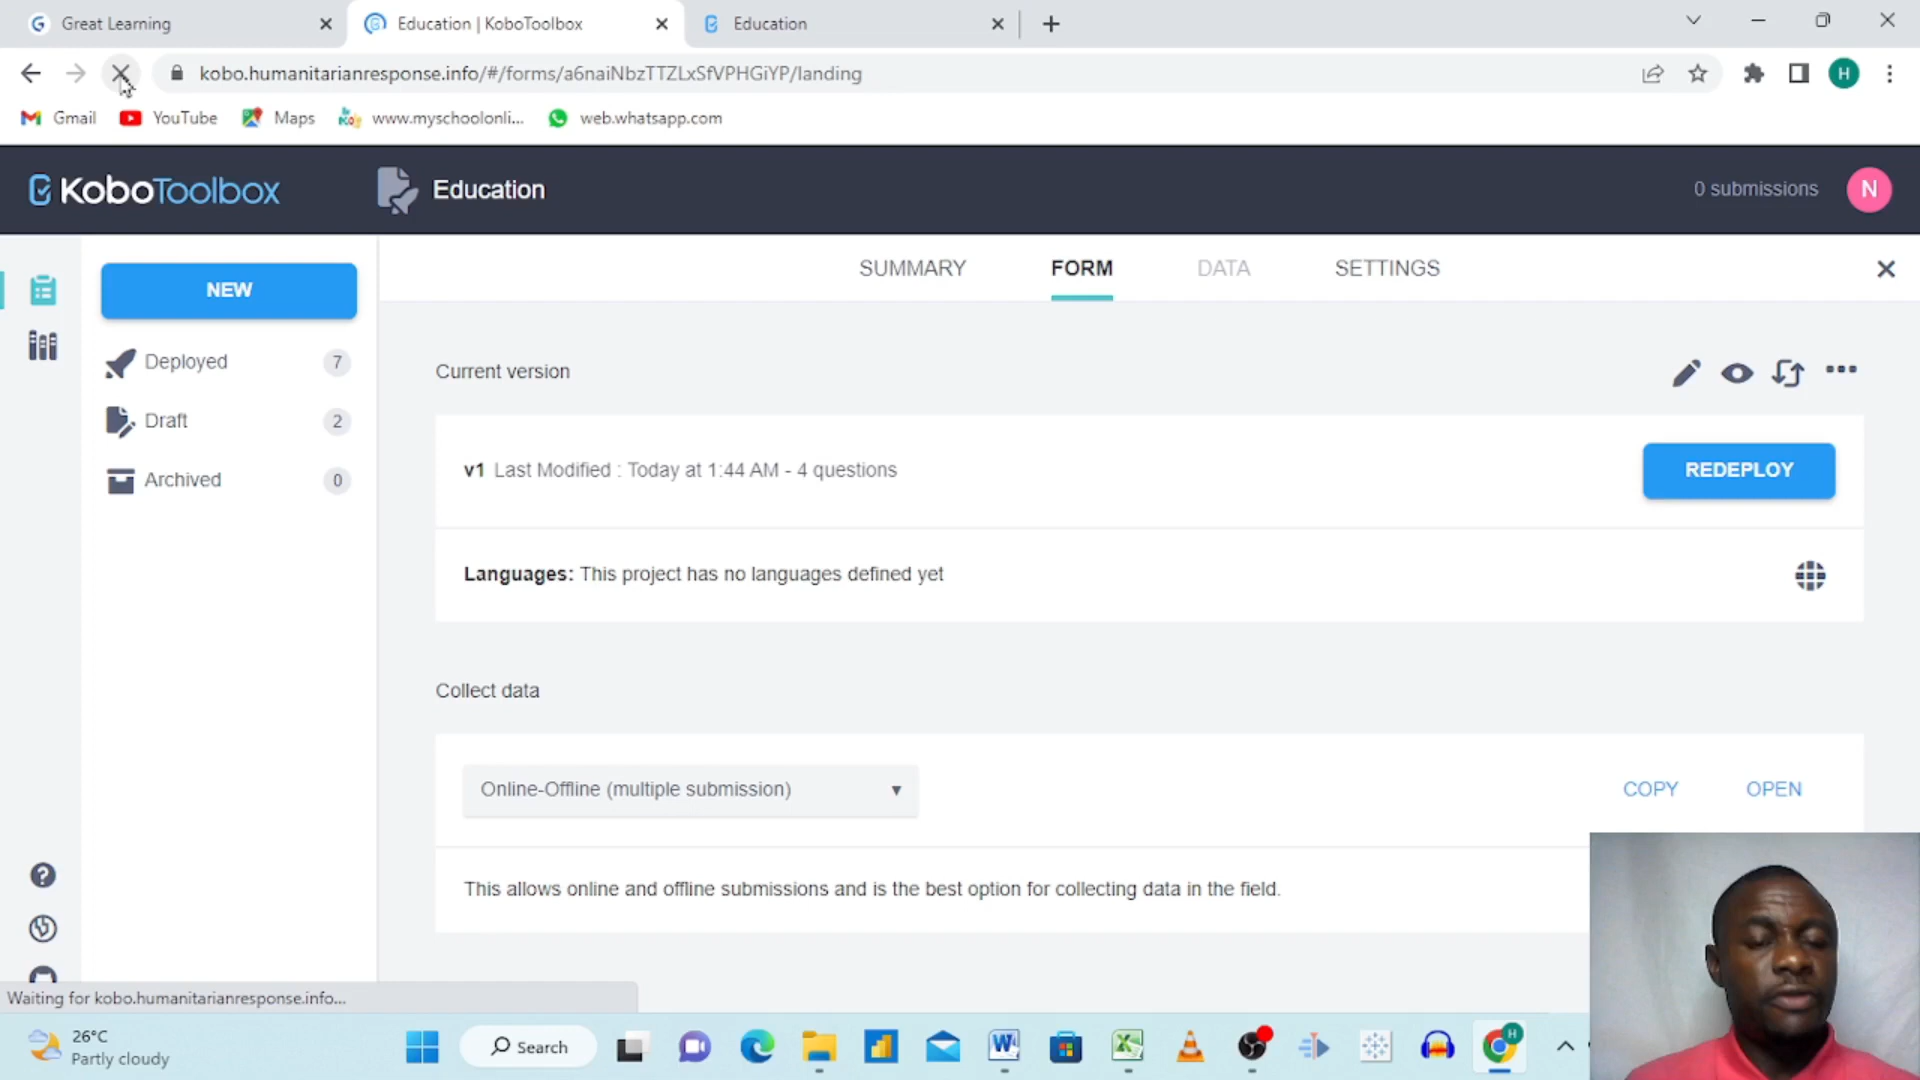 Great Learning
Education | KoboToolbox
Education
kobo.humanitarianresponse.info/#/forms/a6naiNbzTTZLxSfVPHGiYP/landing
H
Gmail
YouTube
Maps
www.myschoolonli...
web.whatsapp.com
KoboToolbox
Education
0 submissions
N
SUMMARY
FORM
DATA
SETTINGS
NEW
Deployed 7
Draft 2
Archived 0
Current version
v1 Last Modified : Today at 1:44 AM - 4 questions
REDEPLOY
Languages: This project has no languages defined yet
Collect data
Online-Offline (multiple submission)
COPY
OPEN
This allows online and offline submissions and is the best option for collecting data in the field.
Waiting for kobo.humanitarianresponse.info...
26°C
Partly cloudy
Search
H